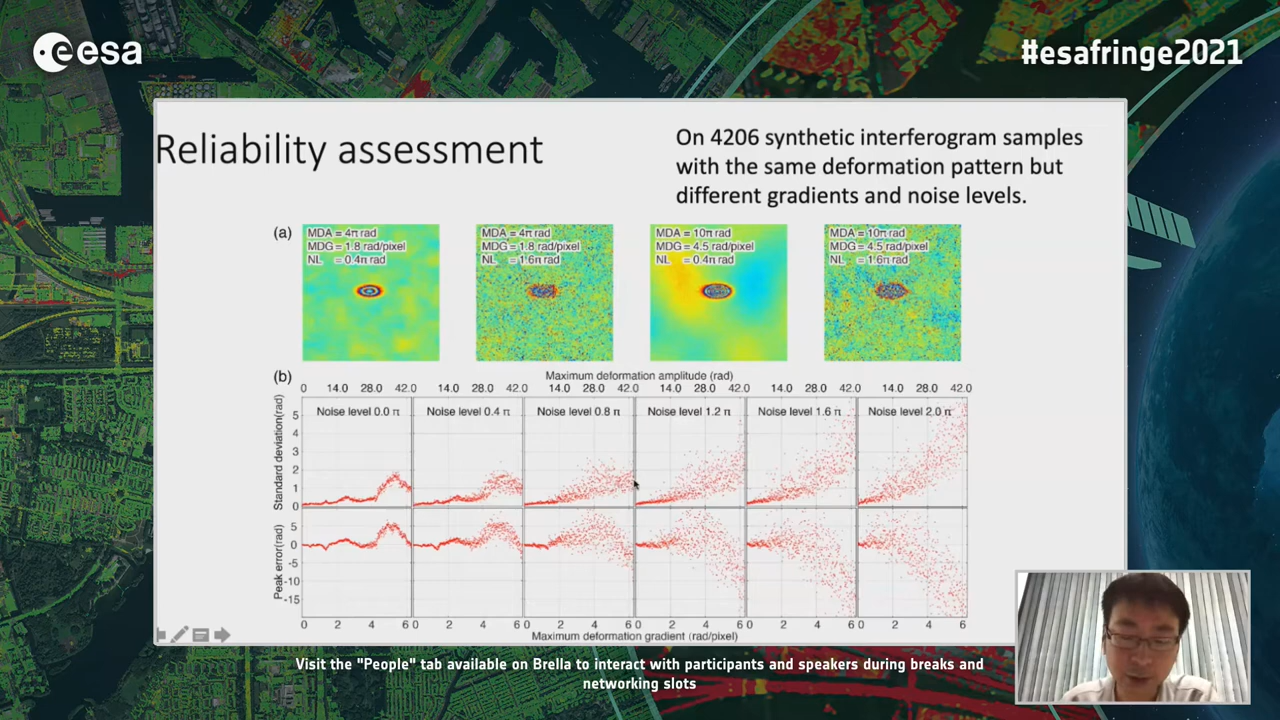 esa
#esafringe2021
Reliability assessment
On 4206 synthetic interferogram samples
with the same deformation pattern but
different gradients and noise levels.
(a)
MDA = 4π rad
MDG = 1.8 rad/pixel
NL = 0.4π rad
MDA = 4π rad
MDG = 1.8 rad/pixel
NL = 1.6π rad
MDA = 10π rad
MDG = 4.5 rad/pixel
NL = 0.4π rad
MDA = 10π rad
MDG = 4.5 rad/pixel
NL = 1.6π rad
(b)
Maximum deformation amplitude (rad)
0 14.0 28.0 42.0 14.0 28.0 42.0 14.0 28.0 42.0 14.0 28.0 42.0 14.0 28.0 42.0 14.0 28.0 42.0
Noise level 0.0 π
Noise level 0.4 π
Noise level 0.8 π
Noise level 1.2 π
Noise level 1.6 π
Noise level 2.0 π
Standard deviation(rad)
5
4
3
2
1
0
Peak error(rad)
5
0
-5
-10
-15
0 2 4 6 0 2 4 6 0 2 4 6 0 2 4 6 0 2 4 6 0 2 4 6
Maximum deformation gradient (rad/pixel)
Visit the "People" tab available on Brella to interact with participants and speakers during breaks and
networking slots